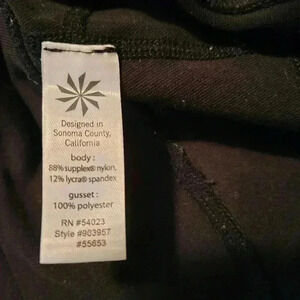 Designed in
Sonoma County,
California
body :
88% supplex® nylon,
12% lycra® spandex
gusset :
100% polyester
RN #54023
Style #903957
#55653